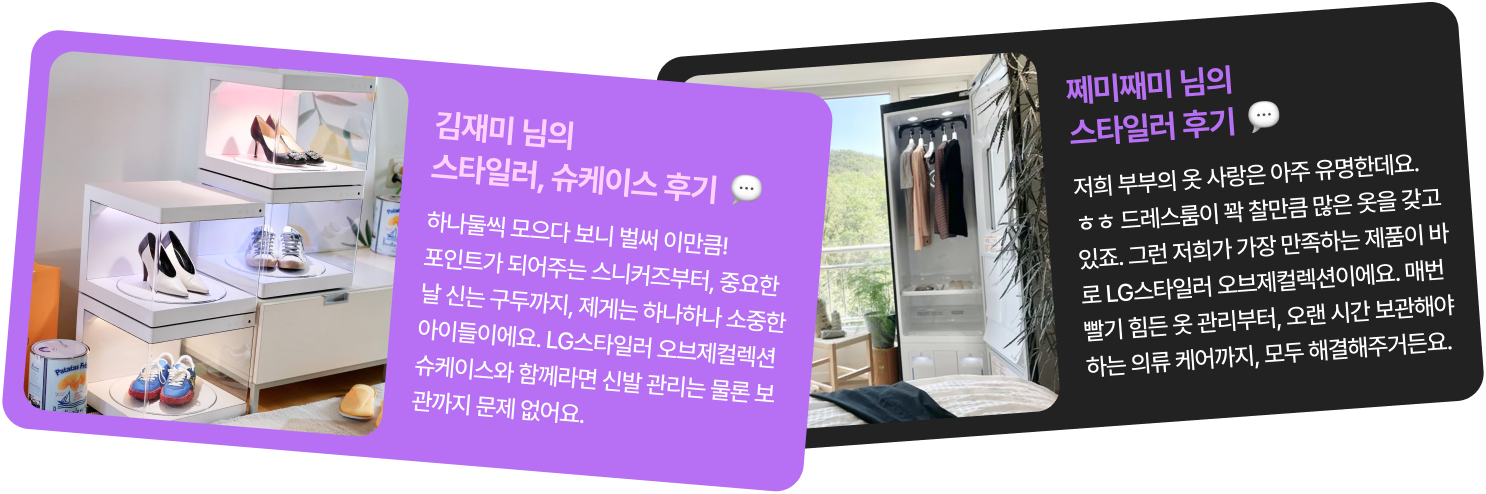 김재미 님의
스타일러, 슈케이스 후기
하나둘씩 모으다 보니 벌써 이만큼!
포인트가 되어주는 스니커즈부터, 중요한
날 신는 구두까지, 제게는 하나하나 소중한
아이들이에요. LG스타일러 오브제컬렉션
슈케이스와 함께라면 신발 관리는 물론 보
관까지 문제 없어요.
쩨미째미 님의
스타일러 후기
저희 부부의 옷 사랑은 아주 유명한데요.
ㅎㅎ 드레스룸이 꽉 찰만큼 많은 옷을 갖고
있죠. 그런 저희가 가장 만족하는 제품이 바
로 LG스타일러 오브제컬렉션이에요. 매번
빨기 힘든 옷 관리부터, 오랜 시간 보관해야
하는 의류 케어까지, 모두 해결해주거든요.